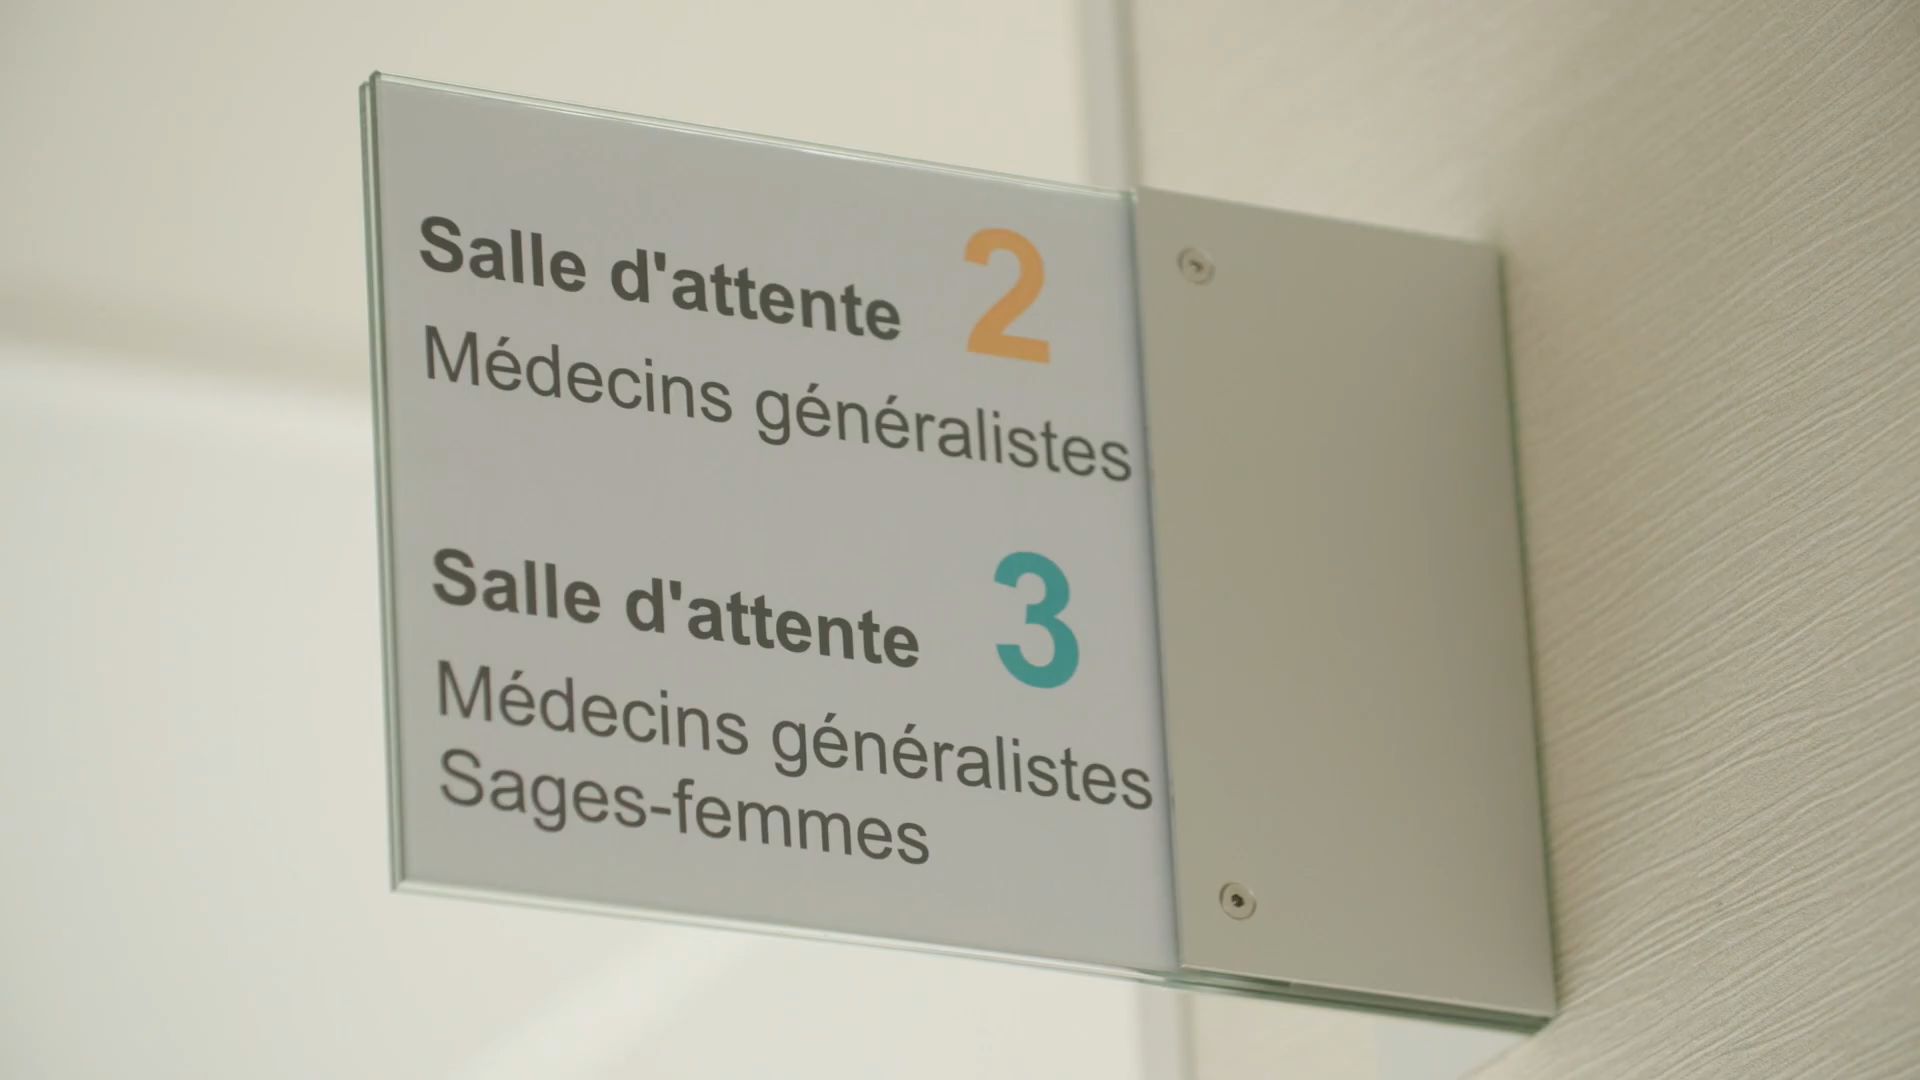 Salle d'attente 2
Médecins généralistes
Salle d'attente 3
Médecins généralistes
Sages-femmes